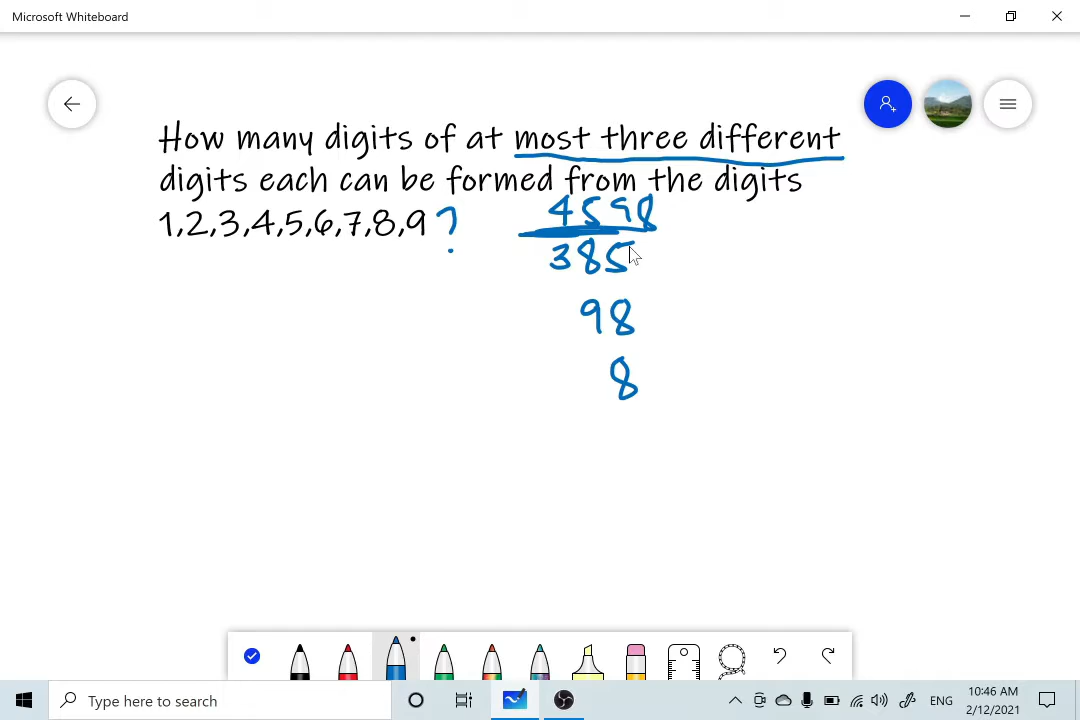 Microsoft Whiteboard
How many digits of at most three different
digits each can be formed from the digits
1,2,3,4,5,6,7,8,9 ?
4598
385
98
8
Type here to search
ENG
10:46 AM
2/12/2021